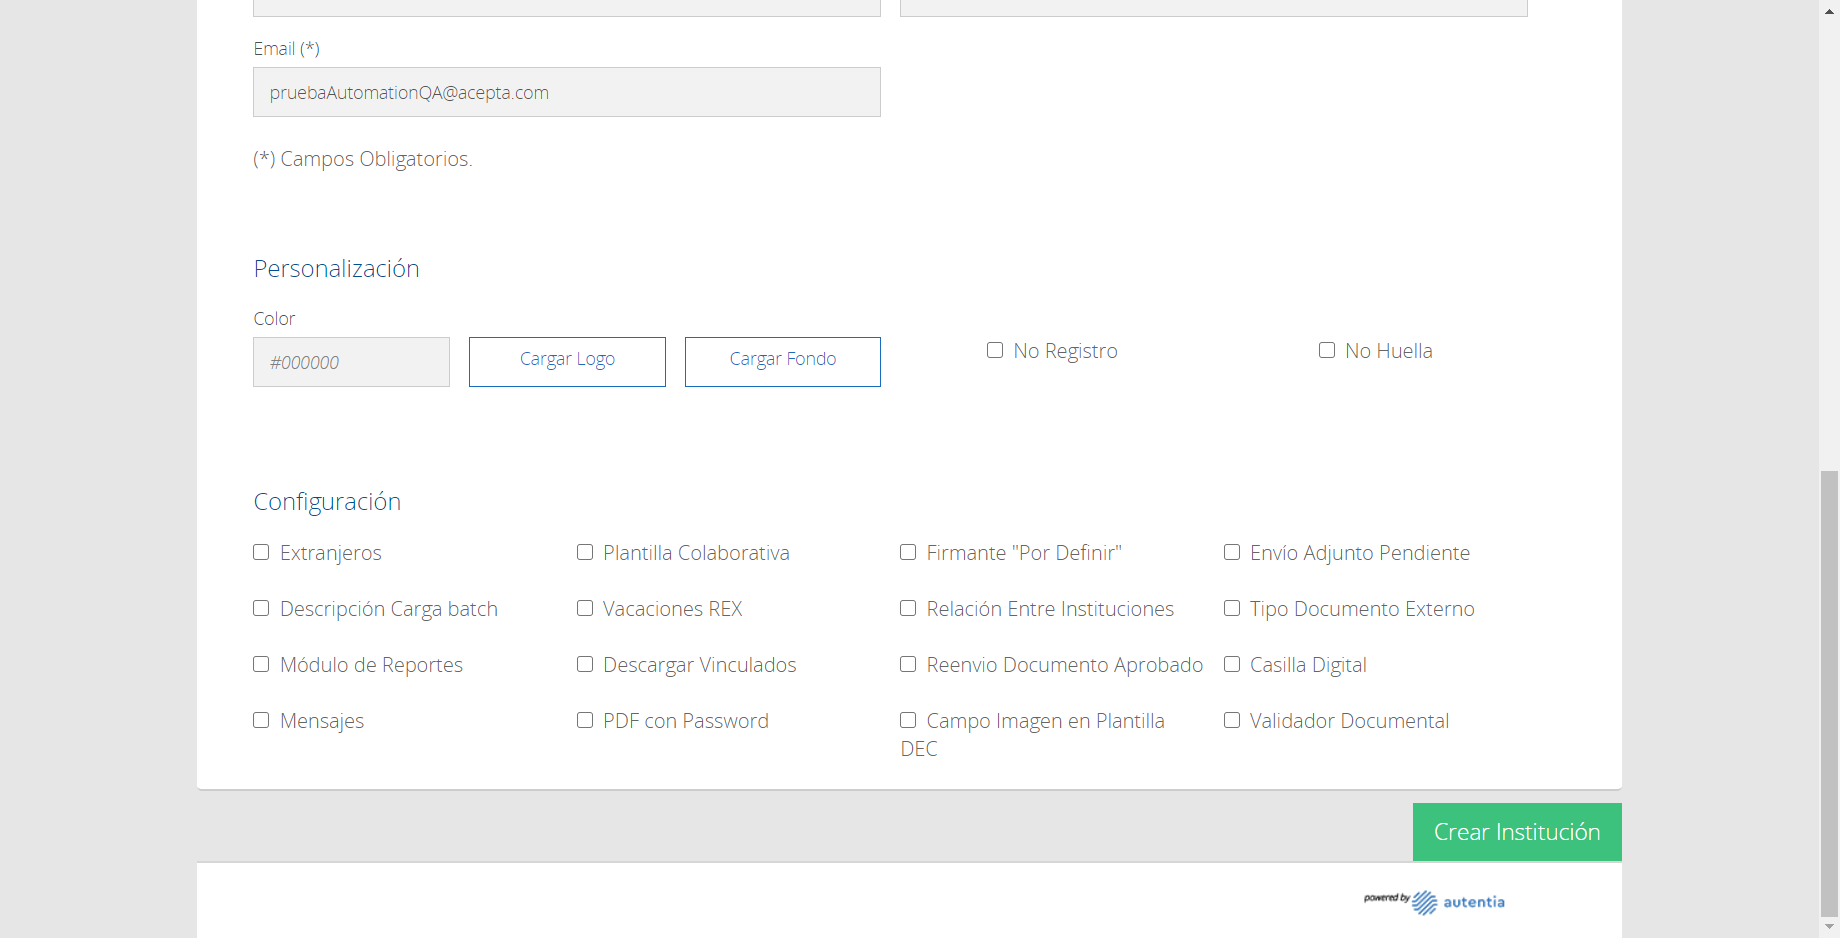 Email (*)
pruebaAutomationQA@acepta.com
(*) Campos Obligatorios.
Personalización
Color
#000000
Cargar Logo
Cargar Fondo
No Registro
No Huella
Configuración
Extranjeros
Plantilla Colaborativa
Firmante "Por Definir"
Envío Adjunto Pendiente
Descripción Carga batch
Vacaciones REX
Relación Entre Instituciones
Tipo Documento Externo
Módulo de Reportes
Descargar Vinculados
Reenvio Documento Aprobado
Casilla Digital
Mensajes
PDF con Password
Campo Imagen en Plantilla
DEC
Validador Documental
Crear Institución
powered by autentia